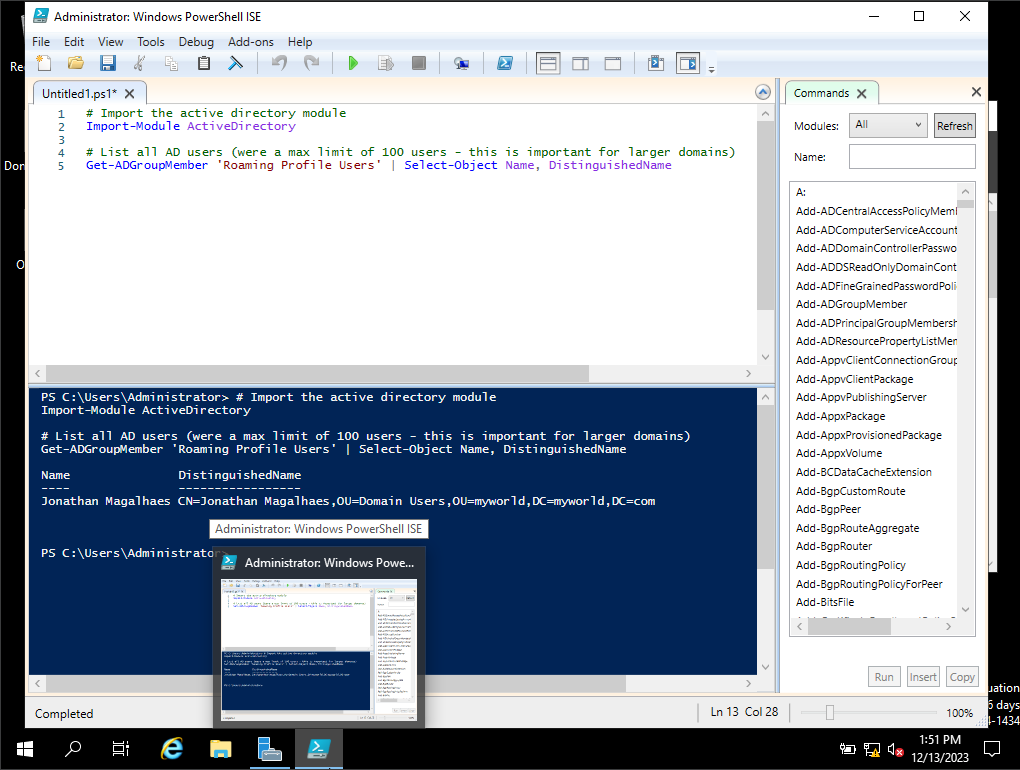 Administrator: Windows PowerShell ISE
File Edit View Tools Debug Add-ons Help
Untitled1.ps1*
1 # Import the active directory module
2 Import-Module ActiveDirectory
3
4 # List all AD users (were a max limit of 100 users - this is important for larger domains)
5 Get-ADGroupMember 'Roaming Profile Users' | Select-Object Name, DistinguishedName
PS C:\Users\Administrator> # Import the active directory module
Import-Module ActiveDirectory
# List all AD users (were a max limit of 100 users - this is important for larger domains)
Get-ADGroupMember 'Roaming Profile Users' | Select-Object Name, DistinguishedName
Name DistinguishedName
---- -----------------
Jonathan Magalhaes CN=Jonathan Magalhaes,OU=Domain Users,OU=myworld,DC=myworld,DC=com
PS C:\Users\Administrator>
Administrator: Windows PowerShell ISE
Administrator: Windows Powe...
Commands
Modules: All Refresh
Name:
A:
Add-ADCentralAccessPolicyMem
Add-ADComputerServiceAccount
Add-ADDomainControllerPasswo
Add-ADDSReadOnlyDomainCont
Add-ADFineGrainedPasswordPoli
Add-ADGroupMember
Add-ADPrincipalGroupMembersh
Add-ADResourcePropertyListMem
Add-AppvClientConnectionGroup
Add-AppvClientPackage
Add-AppvPublishingServer
Add-AppxPackage
Add-AppxProvisionedPackage
Add-AppxVolume
Add-BCDataCacheExtension
Add-BgpCustomRoute
Add-BgpPeer
Add-BgpRouteAggregate
Add-BgpRouter
Add-BgpRoutingPolicy
Add-BgpRoutingPolicyForPeer
Add-BitsFile
Run Insert Copy
Completed
Ln 13 Col 28
100%
Re
Don
O
uation
6 days
1-1434
1:51 PM
12/13/2023